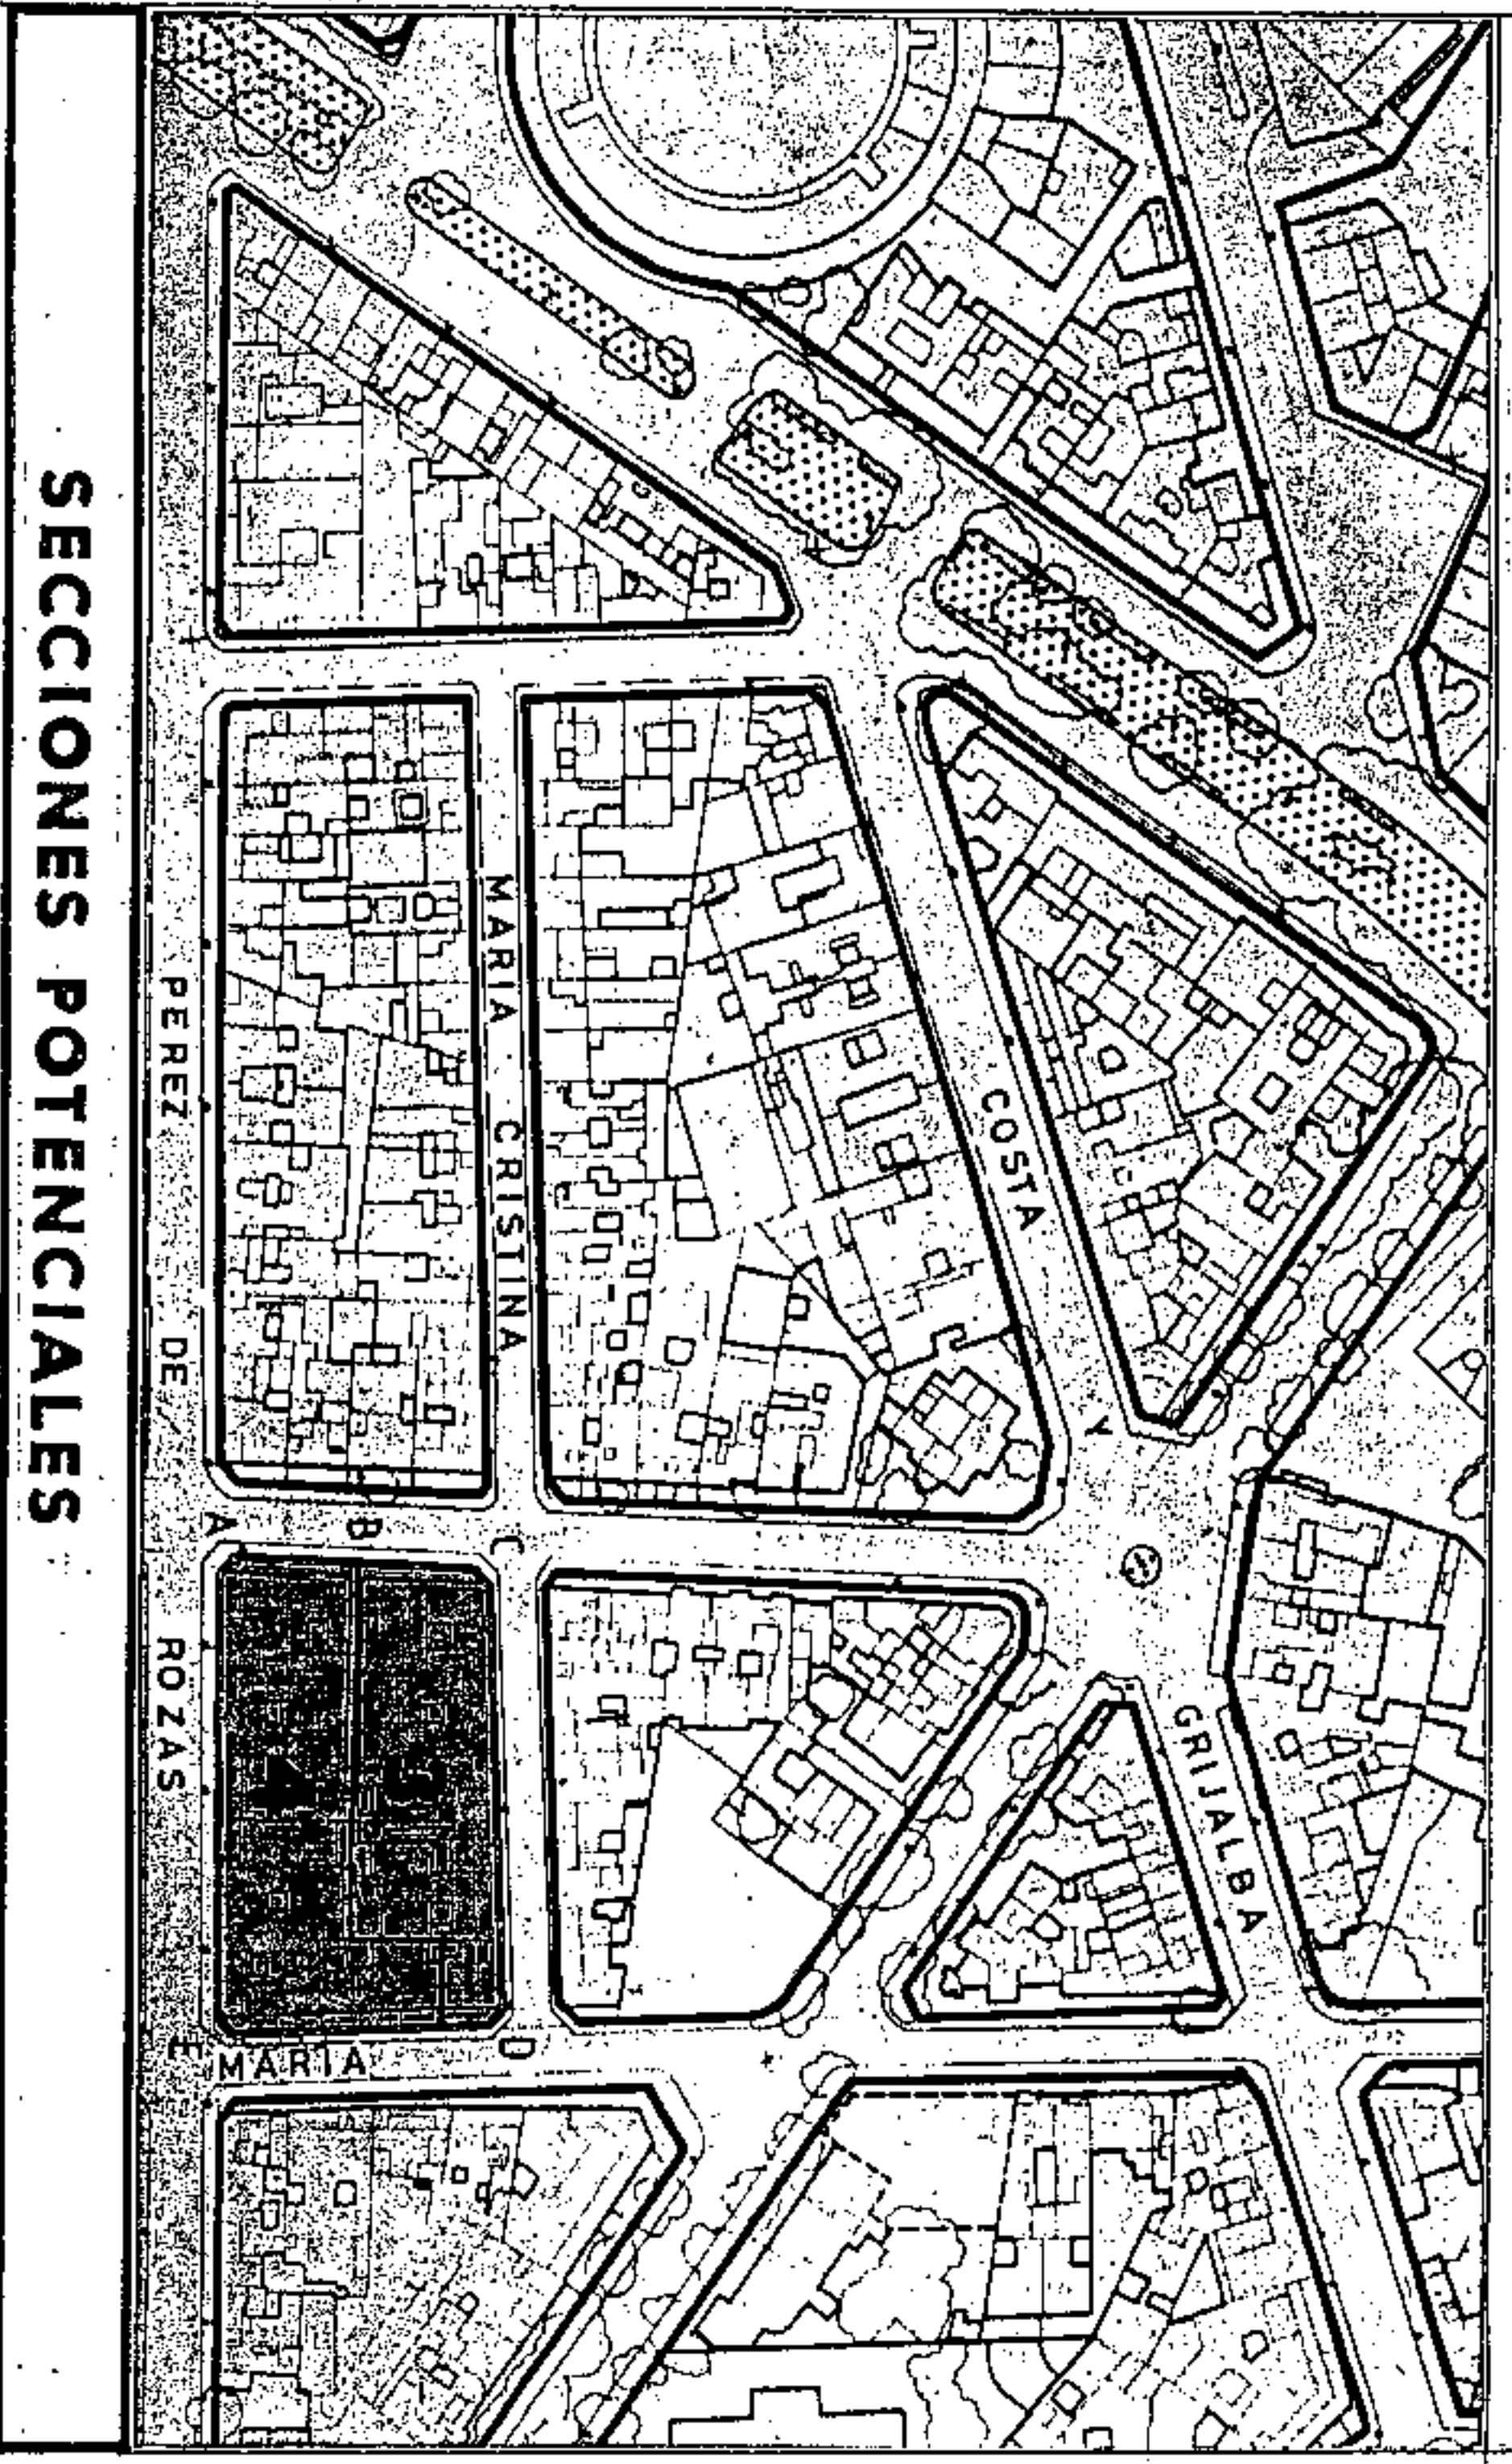 SECCIONES POTENCIALES
COSTA Y GRIJALBA
MARIA CRISTINA
PEREZ DE ROZAS
MARIA
A
B
C
D
E